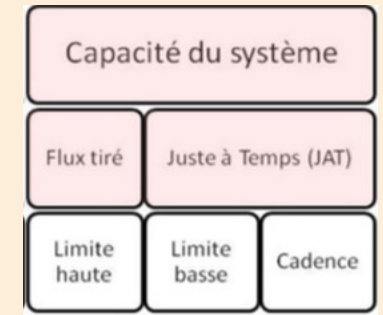 Capacité du système
Flux tiré
Juste à Temps (JAT)
Limite
haute
Limite
basse
Cadence